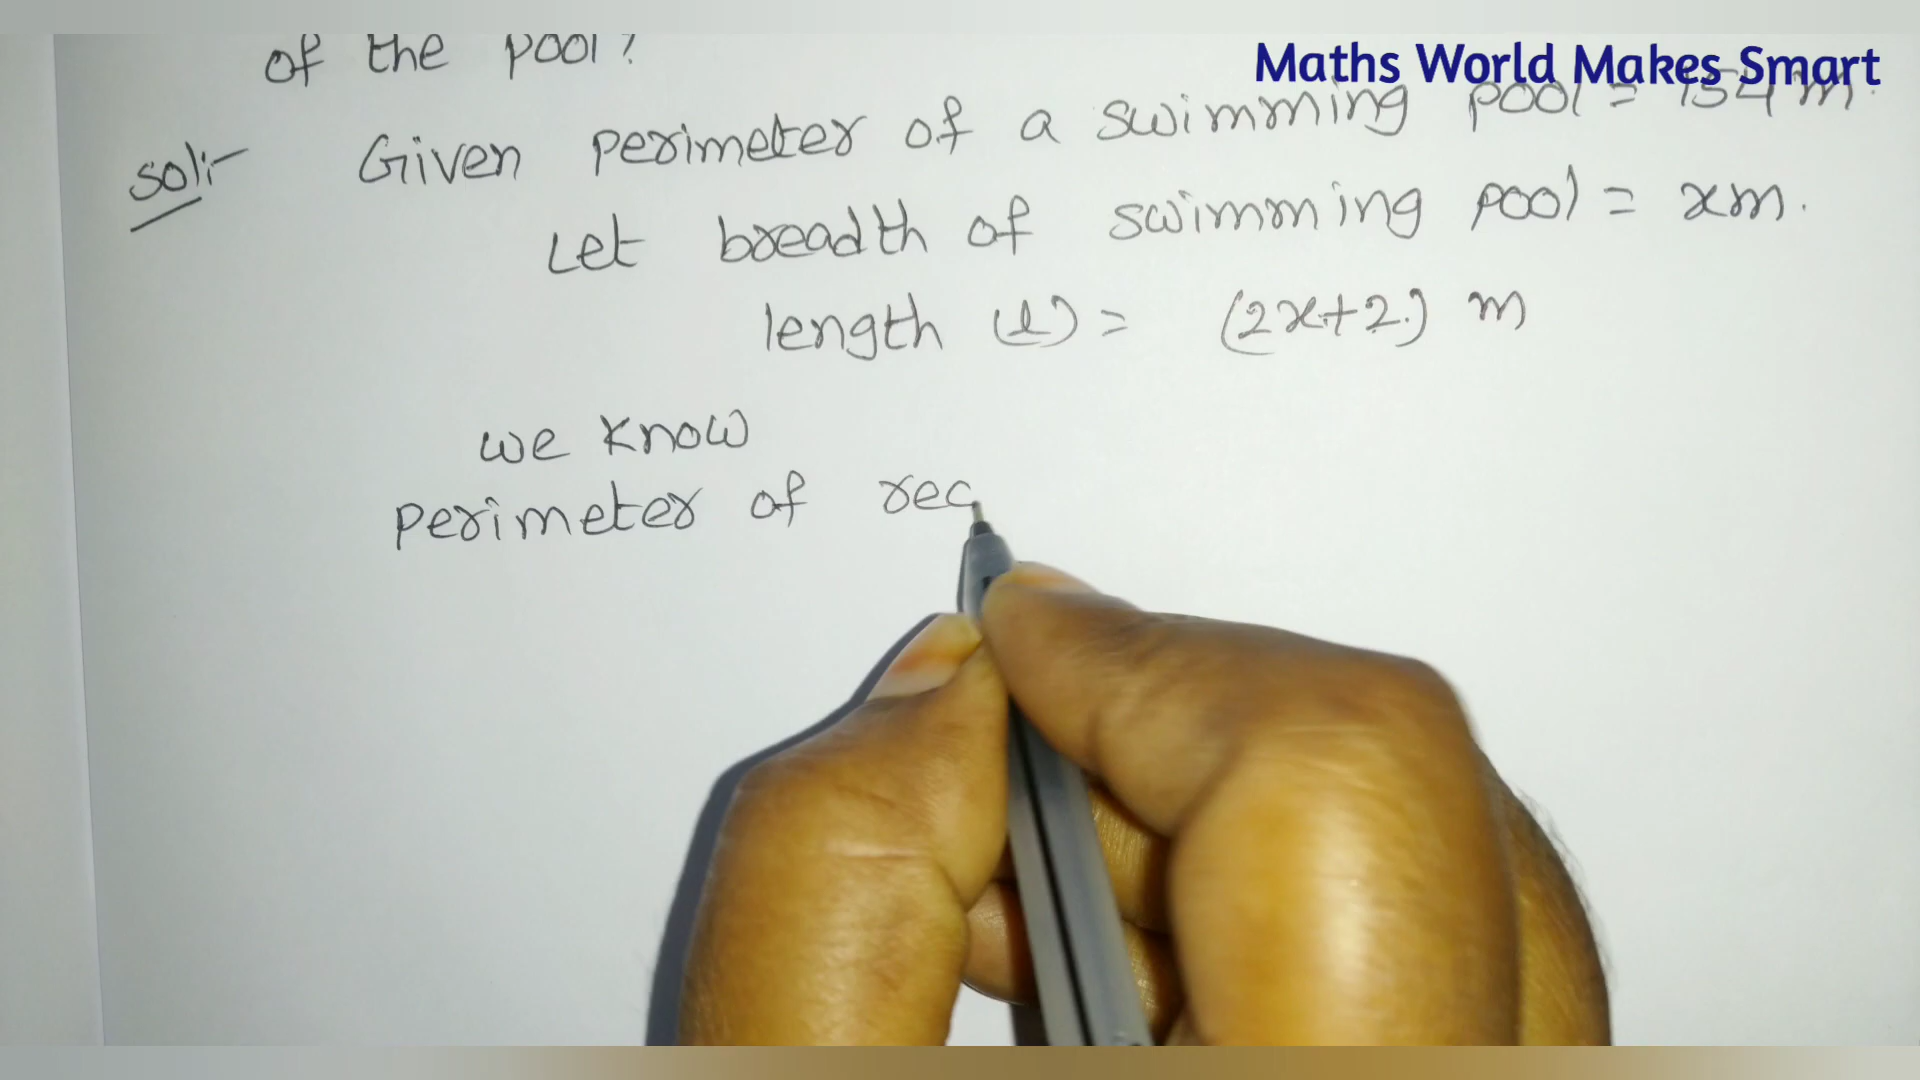 of the pool?
Maths World Makes Smart
sol:- Given perimeter of a swimming pool = 154 m.
Let breadth of swimming pool = xm.
length (l) = (2x+2) m
we know
perimeter of rec